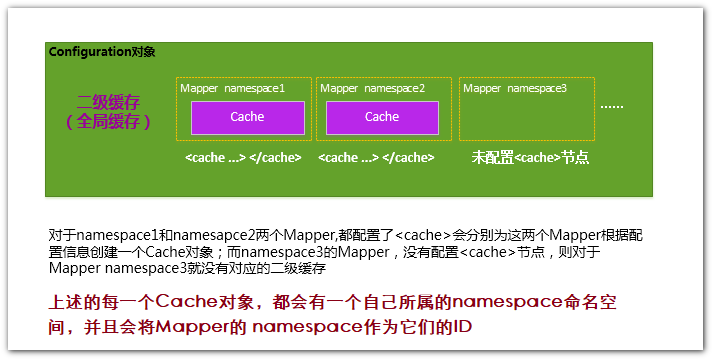 Configuration对象
二级缓存
（全局缓存）
Mapper namespace1
Cache
<cache ...> </cache>
Mapper namespace2
Cache
<cache ...> </cache>
Mapper namespace3
未配置<cache>节点
......
对于namespace1和namesapce2两个Mapper,都配置了<cache>会分别为这两个Mapper根据配
置信息创建一个Cache对象；而namespace3的Mapper，没有配置<cache>节点，则对于
Mapper namespace3就没有对应的二级缓存
上述的每一个Cache对象，都会有一个自己所属的namespace命名空
间，并且会将Mapper的 namespace作为它们的ID